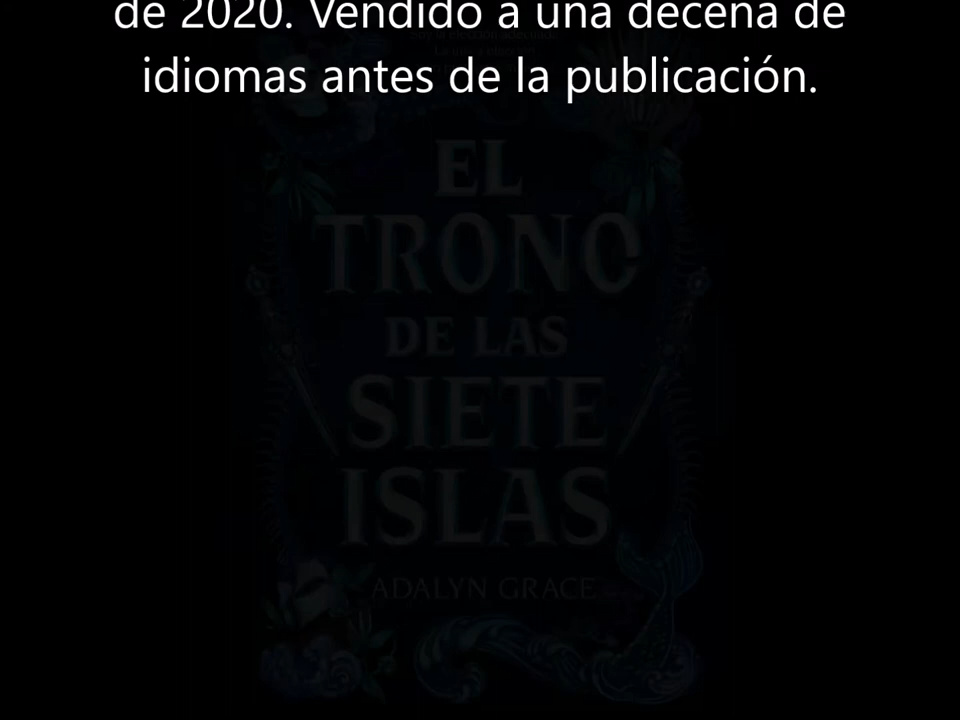 de 2020. Vendido a una decena de
idiomas antes de la publicación.
EL
TRONO
DE LAS
SIETE
ISLAS
ADALYN GRACE